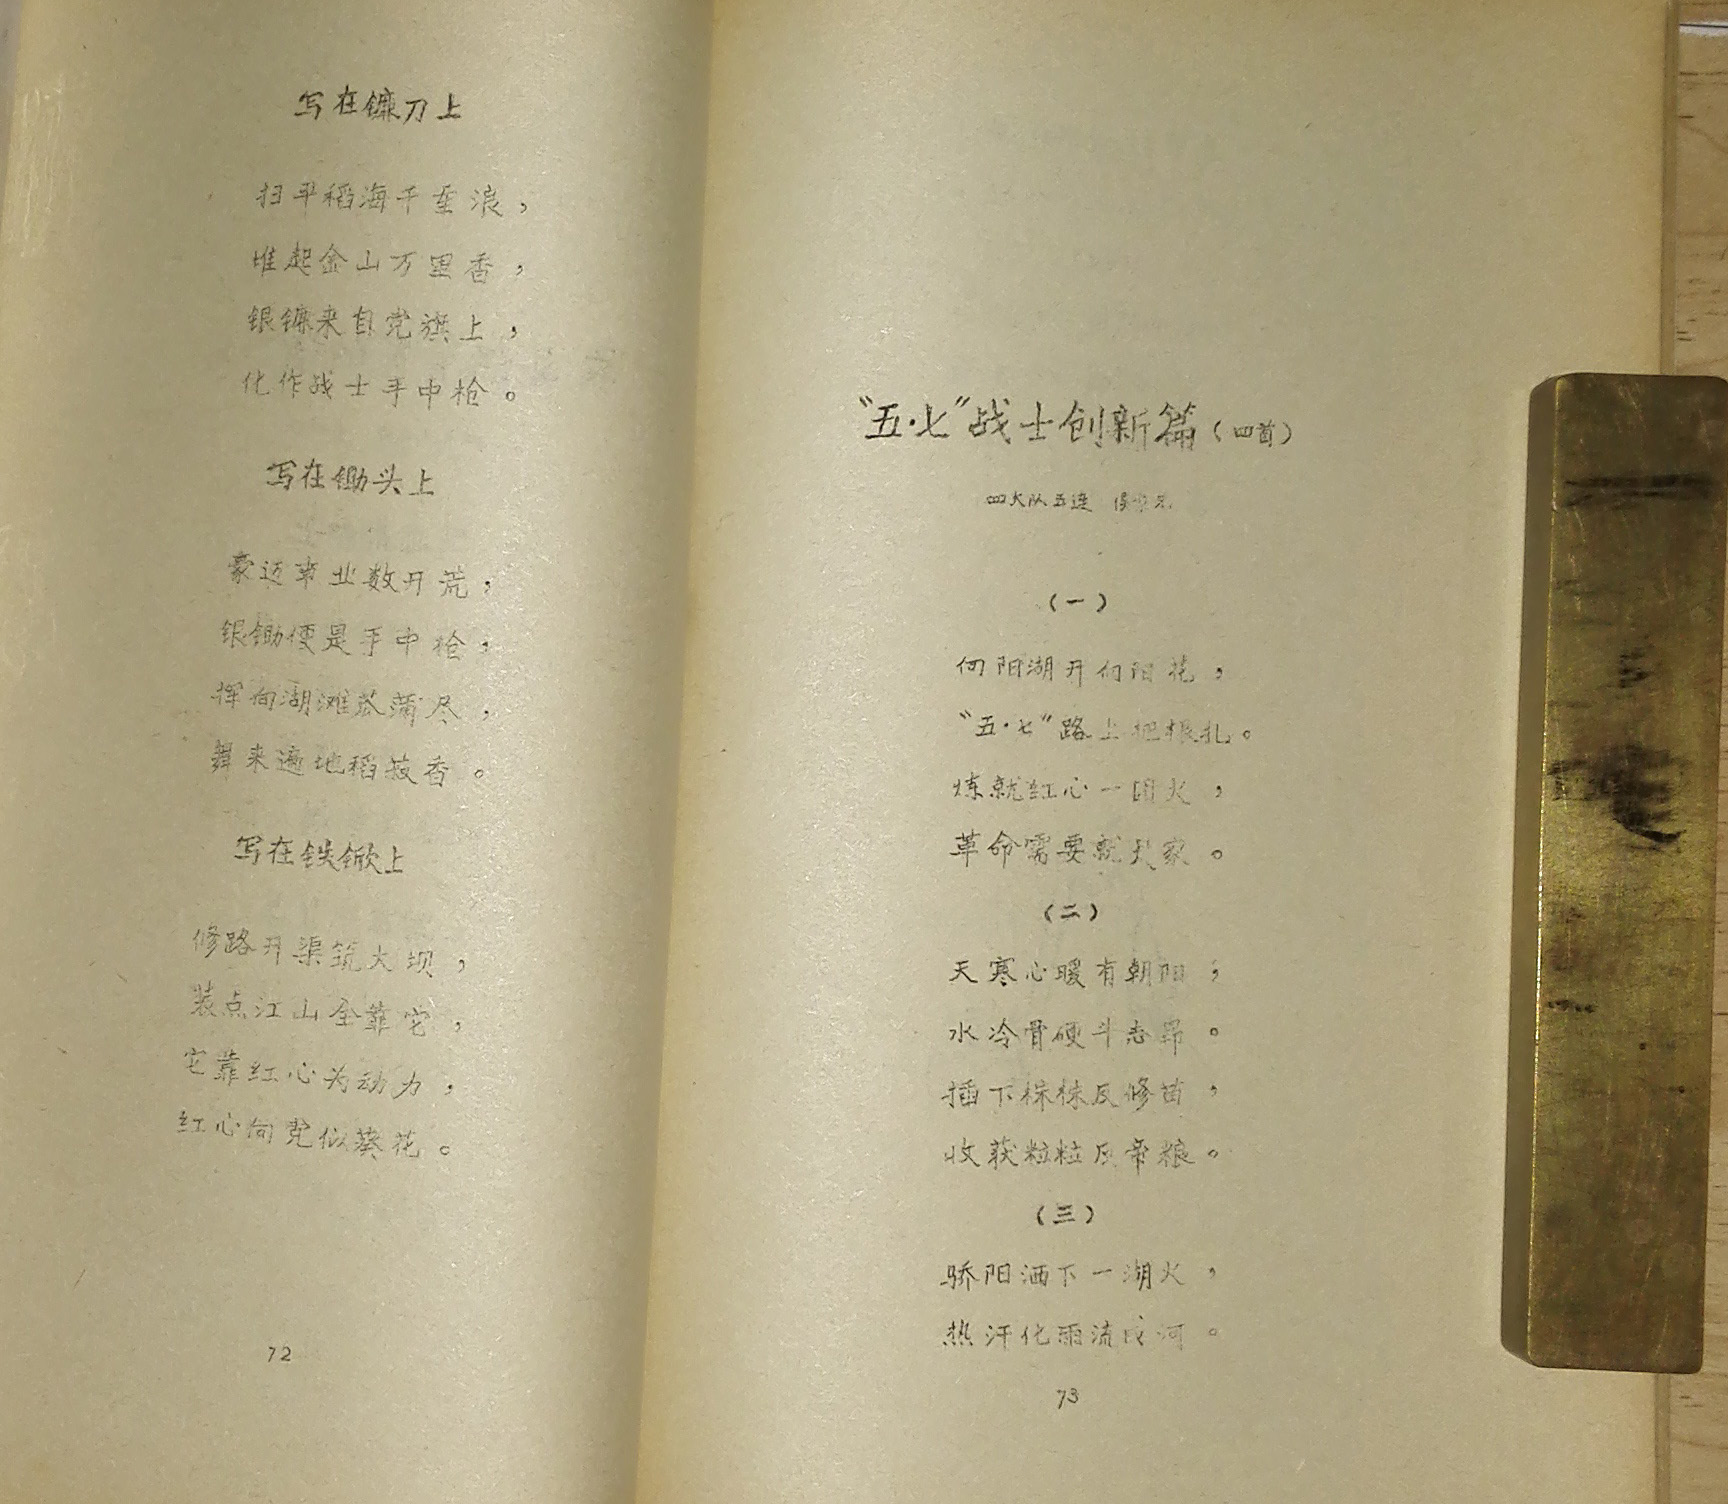 写在镰刀上
扫平稻海千重浪，
堆起金山万里香，
银镰来自党旗上，
化作战士手中枪。
写在锄头上
豪迈事业数开荒，
银锄便是手中枪，
挥向湖滩菰蒲尽，
舞来遍地稻菽香。
写在铁锨上
修路开渠筑大坝，
装点江山全靠它，
它靠红心为动力，
红心向党似葵花。
72
“五·七”战士创新篇（四首）
四大队五连
（一）
向阳湖开向阳花，
“五·七”路上把根扎。
炼就红心一团火，
革命需要就是家。
（二）
天寒心暖有朝阳，
水冷骨硬斗志昂。
插下株株反修苗，
收获粒粒反帝粮。
（三）
骄阳洒下一湖火，
热汗化雨流成河。
73